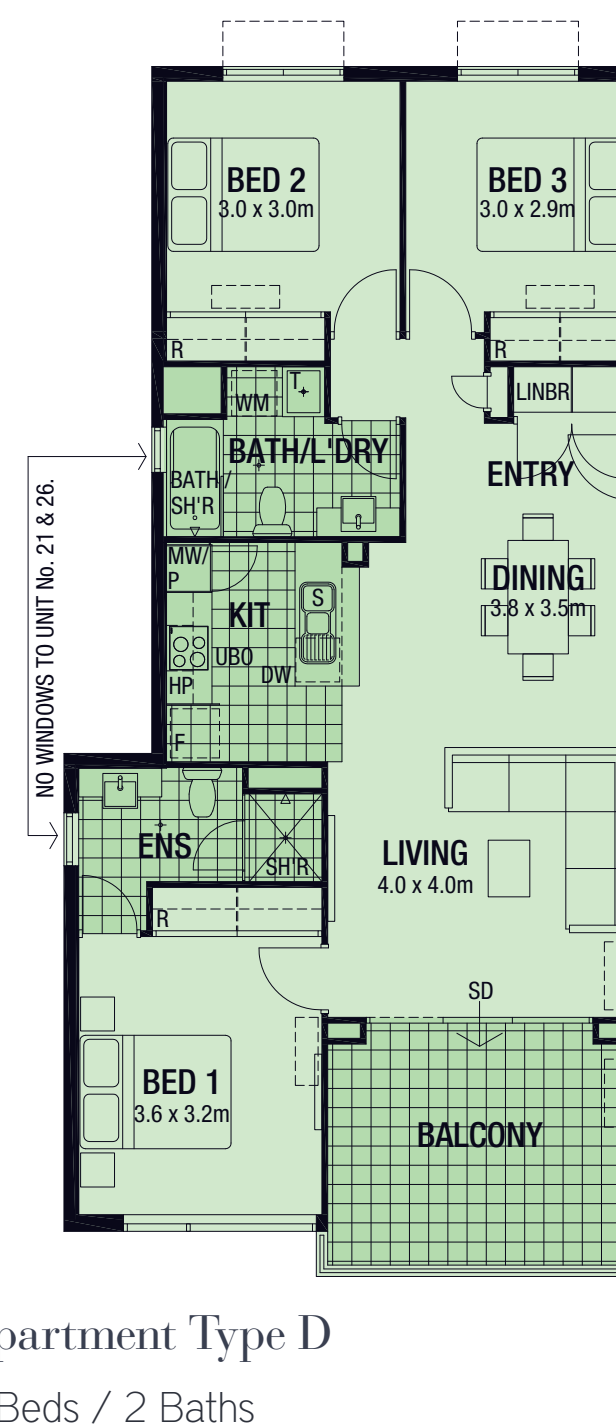 BED 2
3.0 x 3.0m
BED 3
3.0 x 2.9m
R
R
WM
T
LINBR
BATH/L'DRY
BATH/
SH'R
ENTRY
MW/
P
KIT
S
UBO
DW
HP
F
DINING
3.8 x 3.5m
NO WINDOWS TO UNIT No. 21 & 26.
ENS
SH'R
LIVING
4.0 x 4.0m
R
SD
BED 1
3.6 x 3.2m
BALCONY
partment Type D
Beds / 2 Baths